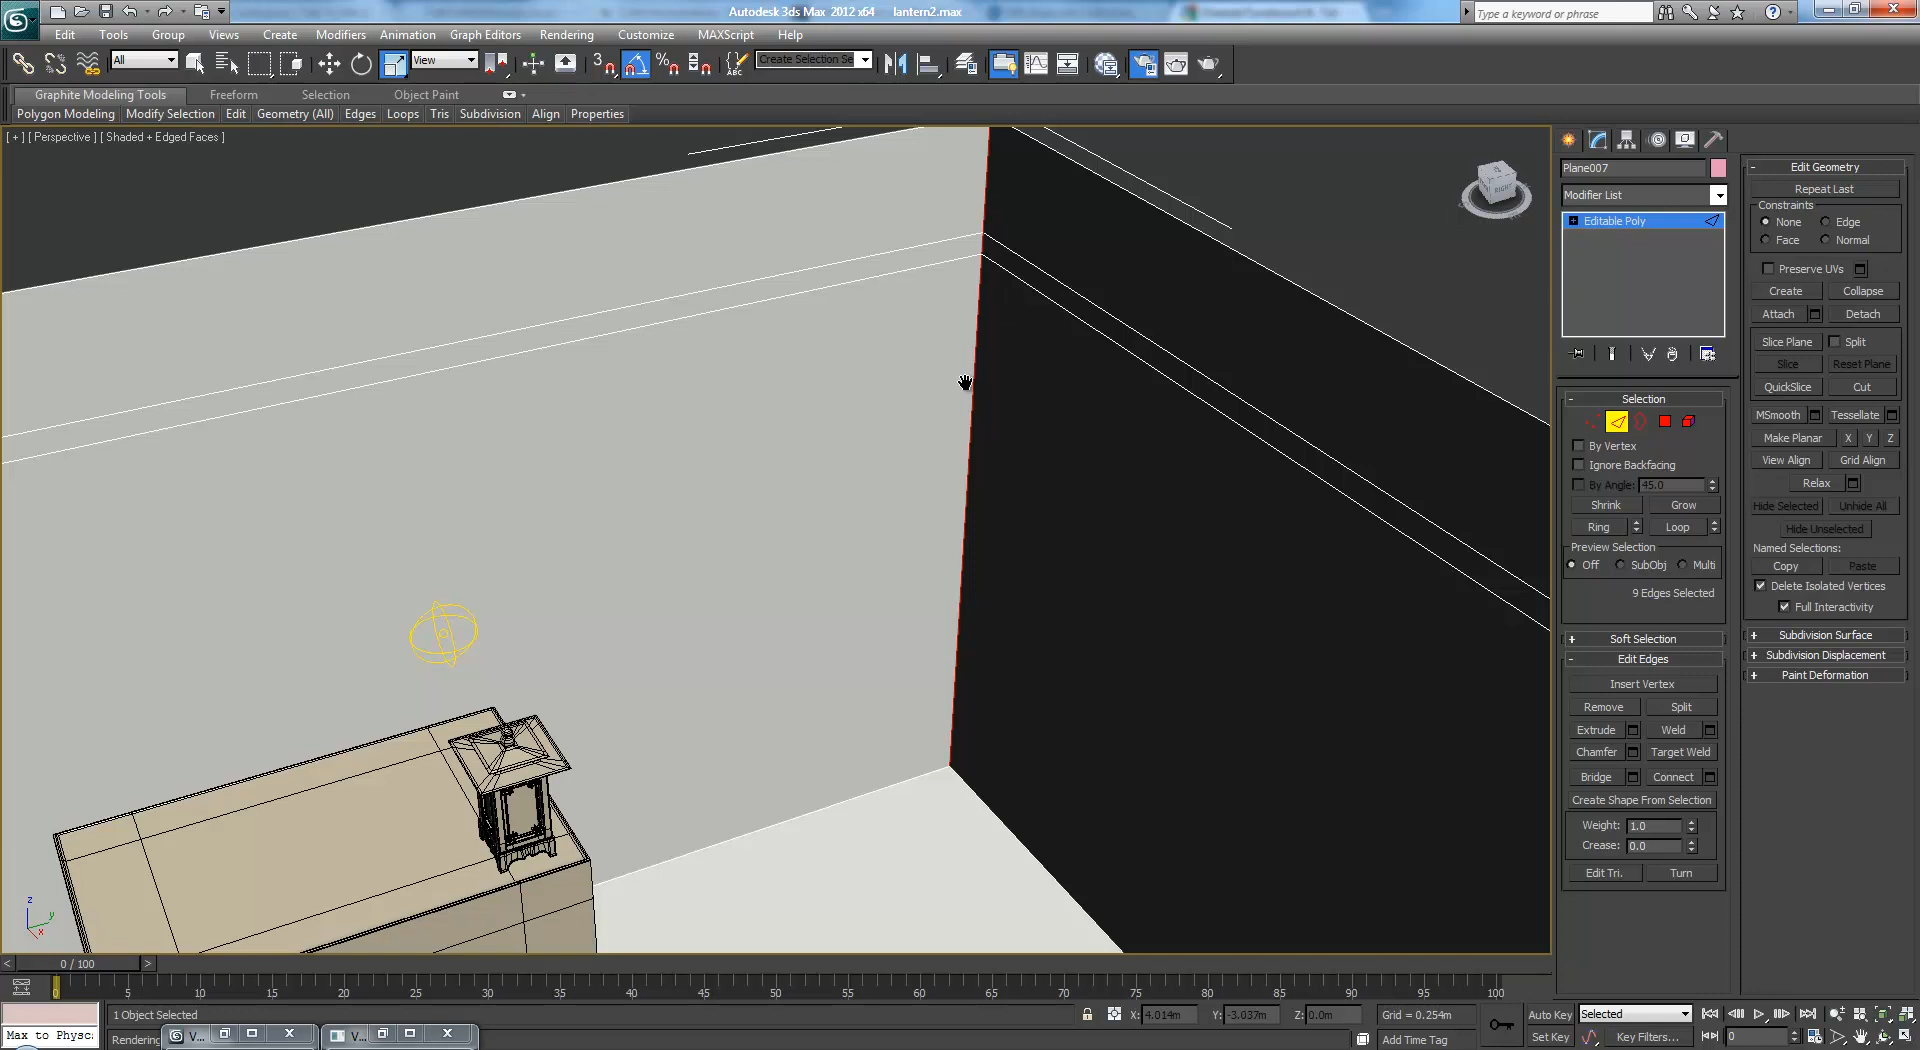 Autodesk 3ds Max 2012 x64 lantern2.max
Type a keyword or phrase
Edit Tools Group Views Create Modifiers Animation Graph Editors Rendering Customize MAXScript Help
All View Create Selection Se
Graphite Modeling Tools Freeform Selection Object Paint
Polygon Modeling Modify Selection Edit Geometry (All) Edges Loops Tris Subdivision Align Properties
[ + ] [ Perspective ] [ Shaded + Edged Faces ]
RIGHT
z
y
x
Plane007
Modifier List
Editable Poly
- Selection
By Vertex
Ignore Backfacing
By Angle: 45.0
Shrink Grow
Ring Loop
Preview Selection
Off SubObj Multi
9 Edges Selected
+ Soft Selection
- Edit Edges
Insert Vertex
Remove Split
Extrude Weld
Chamfer Target Weld
Bridge Connect
Create Shape From Selection
Weight: 1.0
Crease: 0.0
Edit Tri. Turn
- Edit Geometry
Repeat Last
Constraints
None Edge
Face Normal
Preserve UVs
Create Collapse
Attach Detach
Slice Plane Split
Slice Reset Plane
QuickSlice Cut
MSmooth Tessellate
Make Planar X Y Z
View Align Grid Align
Relax
Hide Selected Unhide All
Hide Unselected
Named Selections:
Copy Paste
Delete Isolated Vertices
Full Interactivity
+ Subdivision Surface
+ Subdivision Displacement
+ Paint Deformation
< 0 / 100 >
0 5 10 15 20 25 30 35 40 45 50 55 60 65 70 75 80 85 90 95 100
1 Object Selected X: 4.014m Y: -3.037m Z: 0.0m Grid = 0.254m Auto Key Selected
Max to Physc Rendering V... V... Add Time Tag Set Key Key Filters... 0